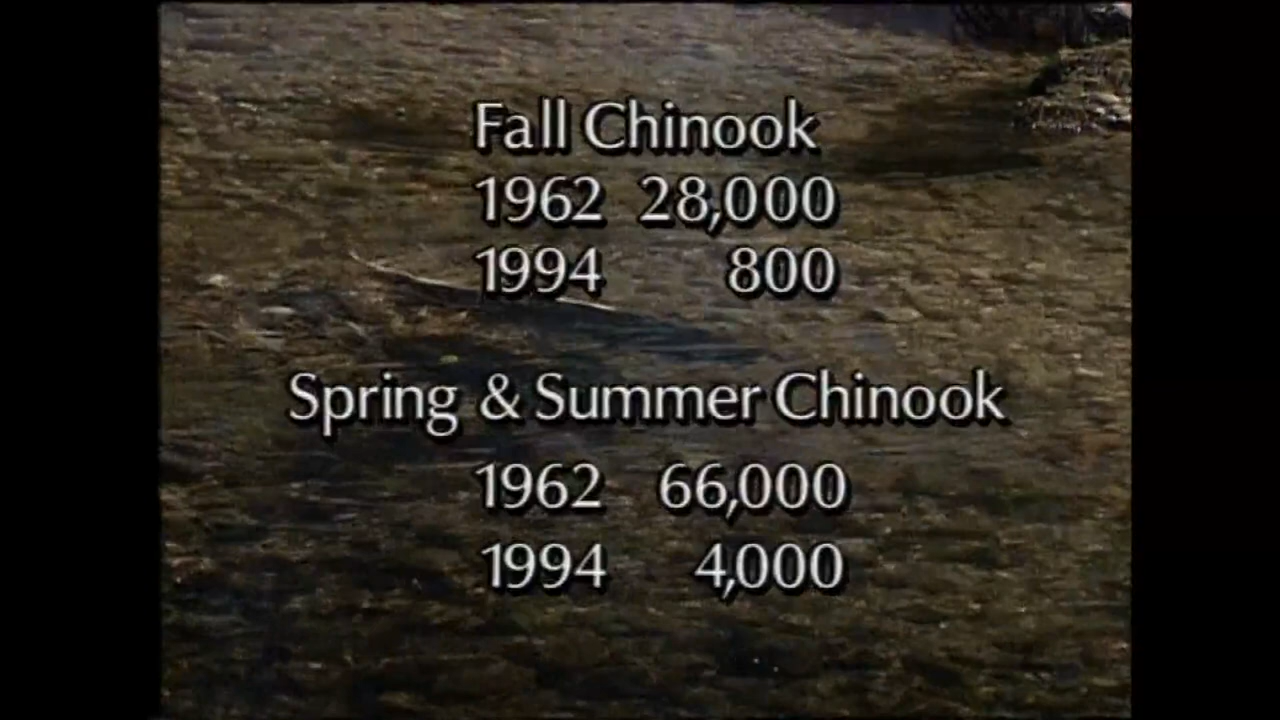 Fall Chinook
1962 28,000
1994 800
Spring & Summer Chinook
1962 66,000
1994 4,000